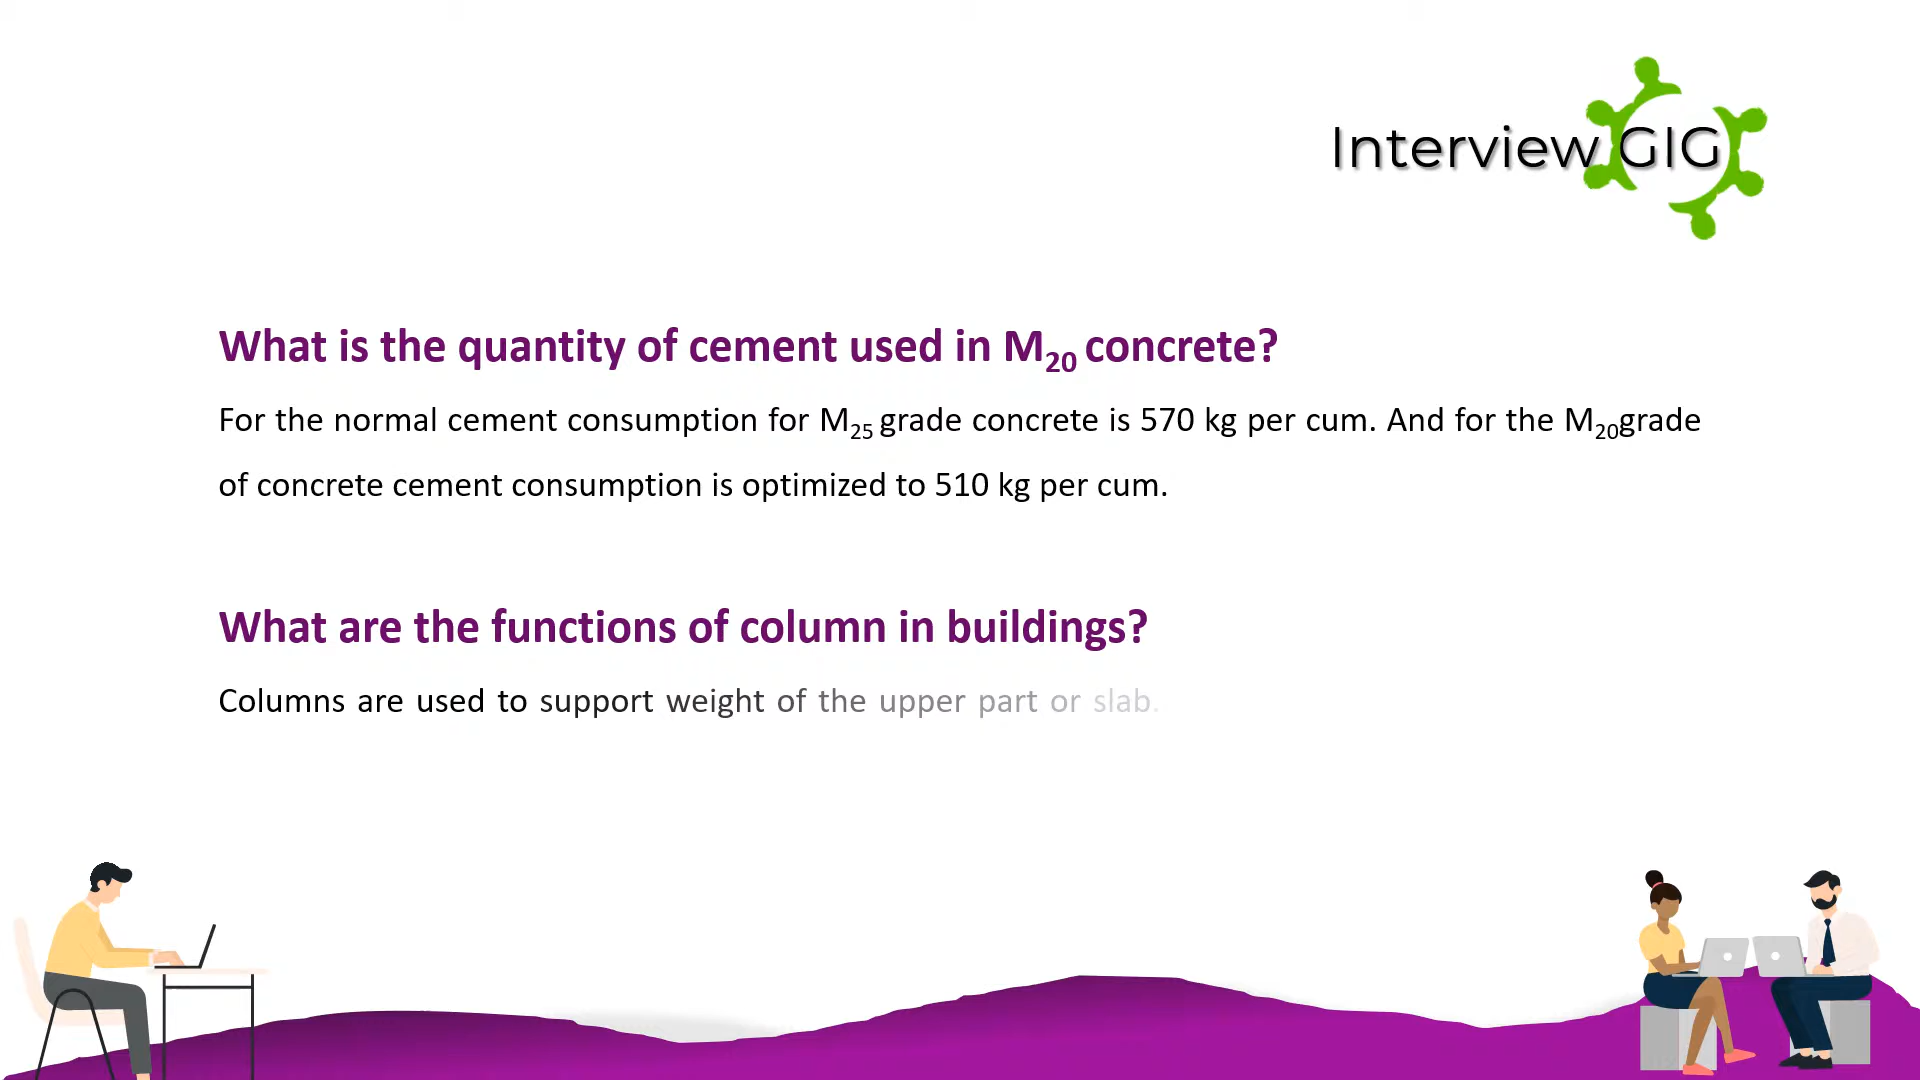 Interview GIG
What is the quantity of cement used in M20 concrete?
For the normal cement consumption for M25 grade concrete is 570 kg per cum. And for the M20grade
of concrete cement consumption is optimized to 510 kg per cum.
What are the functions of column in buildings?
Columns are used to support weight of the upper part or slab.